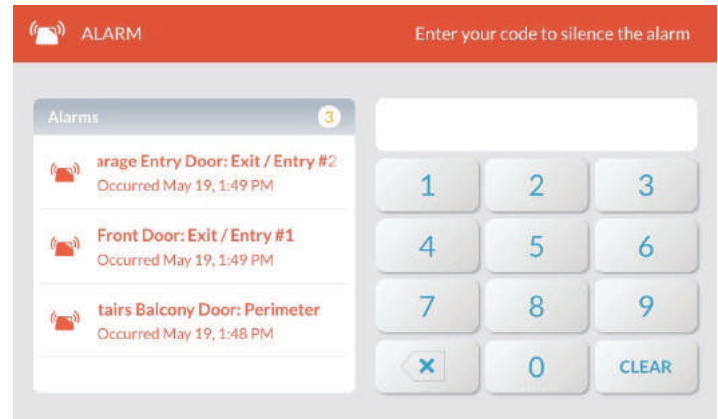 ALARM
Enter your code to silence the alarm
Alarms 3
arage Entry Door: Exit / Entry #2
Occurred May 19, 1:49 PM
Front Door: Exit / Entry #1
Occurred May 19, 1:49 PM
tairs Balcony Door: Perimeter
Occurred May 19, 1:48 PM
1 2 3
4 5 6
7 8 9
0 CLEAR